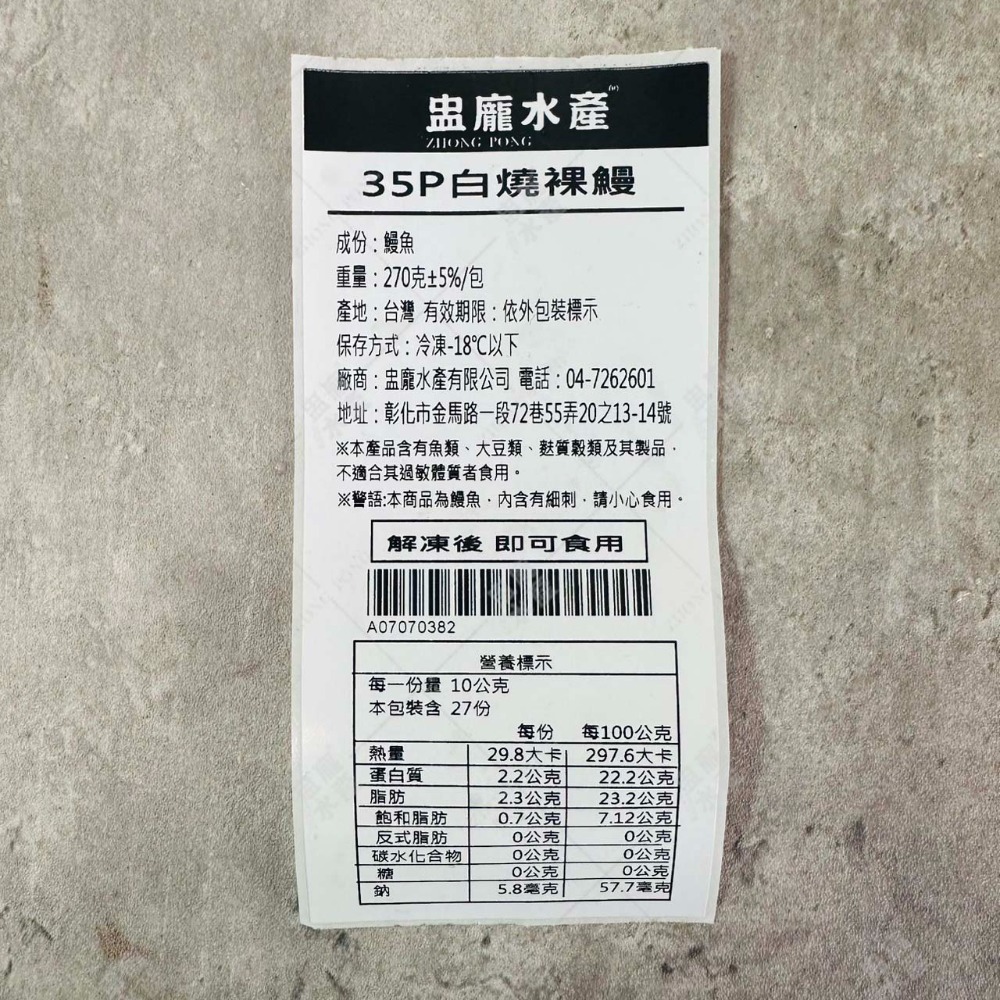 盅龐水產
ZHONG PONG
35P白燒裸鰻
成份：鰻魚
重量：270克±5%/包
產地：台灣 有效期限：依外包裝標示
保存方式：冷凍-18℃以下
廠商：盅龐水產有限公司 電話：04-7262601
地址：彰化市金馬路一段72巷55弄20之13-14號
※本產品含有魚類、大豆類、麩質穀類及其製品，
不適合其過敏體質者食用。
※警語:本商品為鰻魚，內含有細刺，請小心食用。
解凍後 即可食用
A07070382
營養標示
每一份量 10公克
本包裝含 27份
每份 每100公克
熱量 29.8大卡 297.6大卡
蛋白質 2.2公克 22.2公克
脂肪 2.3公克 23.2公克
飽和脂肪 0.7公克 7.12公克
反式脂肪 0公克 0公克
碳水化合物 0公克 0公克
糖 0公克 0公克
鈉 5.8毫克 57.7毫克